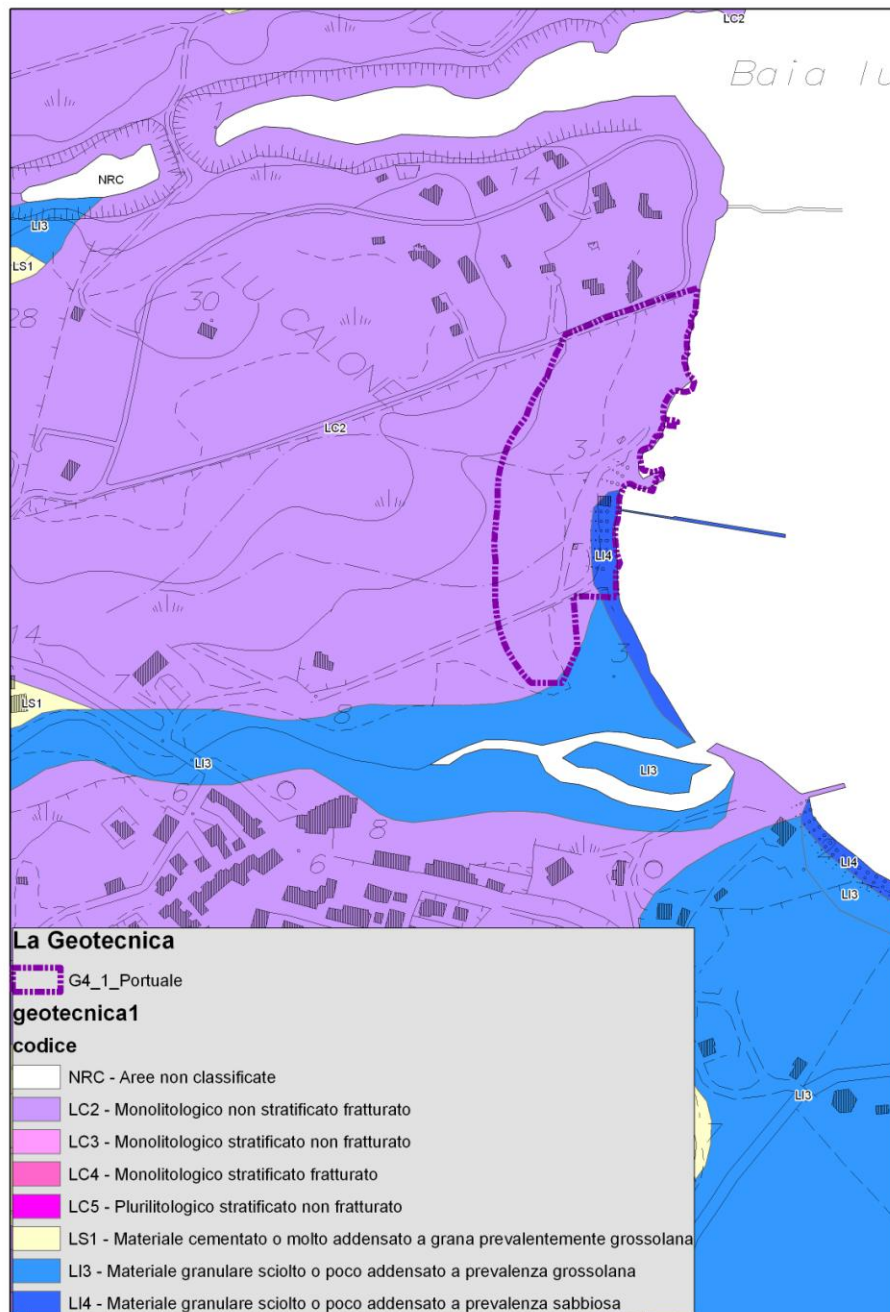 LC2
Baia lu
1
NRC
14
LI3
LS1
28
30
LU CALONE
LC2
3
LI4
14
3
LS1
8
LI3
LI3
6
8
6
LI4
LI3
LI3
La Geotecnica
G4_1_Portuale
geotecnica1
codice
NRC - Aree non classificate
LC2 - Monolitologico non stratificato fratturato
LC3 - Monolitologico stratificato non fratturato
LC4 - Monolitologico stratificato fratturato
LC5 - Plurilitologico stratificato non fratturato
LS1 - Materiale cementato o molto addensato a grana prevalentemente grossolana
LI3 - Materiale granulare sciolto o poco addensato a prevalenza grossolana
LI4 - Materiale granulare sciolto o poco addensato a prevalenza sabbiosa